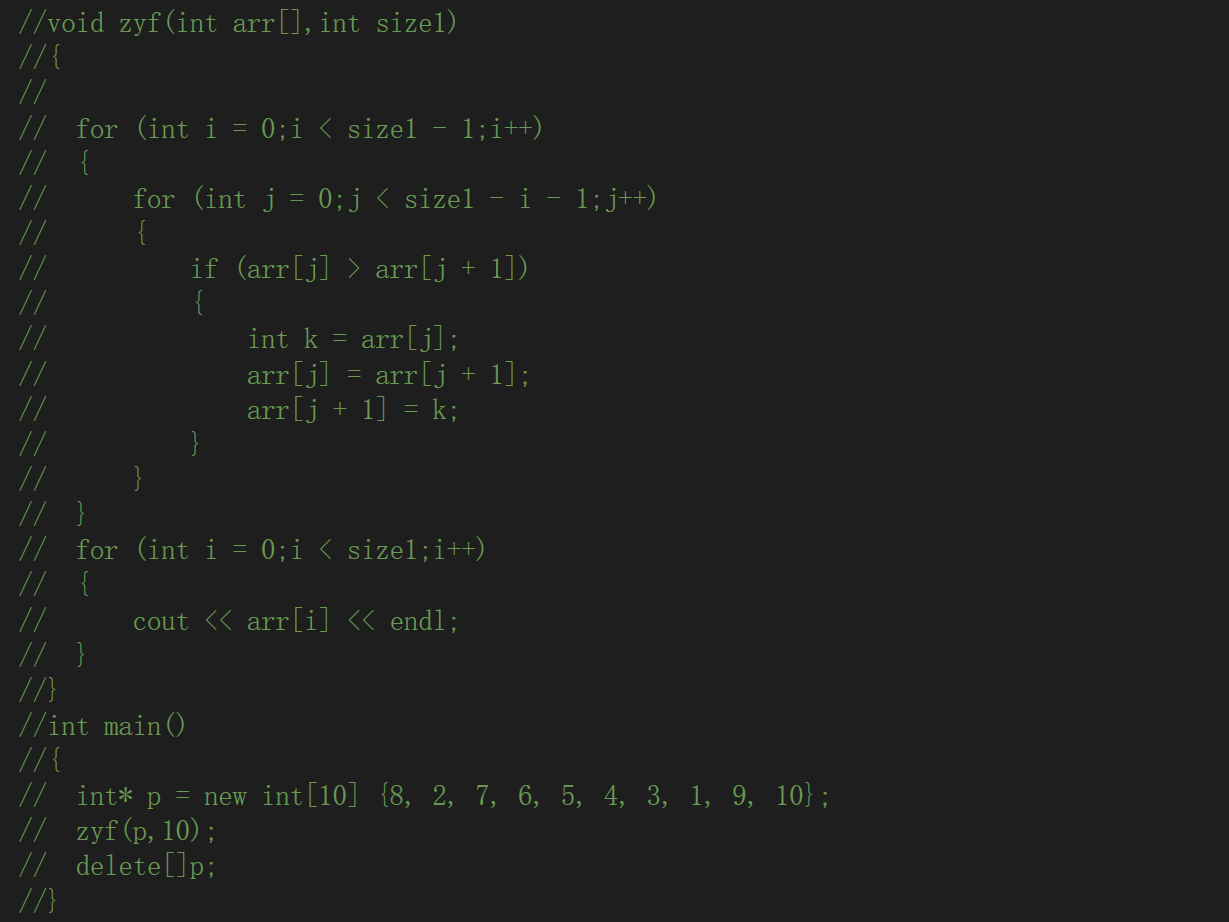 //void zyf(int arr[],int size1)
//{
//
//  for (int i = 0;i < size1 - 1;i++)
//  {
//      for (int j = 0;j < size1 - i - 1;j++)
//      {
//          if (arr[j] > arr[j + 1])
//          {
//              int k = arr[j];
//              arr[j] = arr[j + 1];
//              arr[j + 1] = k;
//          }
//      }
//  }
//  for (int i = 0;i < size1;i++)
//  {
//      cout << arr[i] << endl;
//  }
//}
//int main()
//{
//  int* p = new int[10] {8, 2, 7, 6, 5, 4, 3, 1, 9, 10};
//  zyf(p,10);
//  delete[]p;
//}